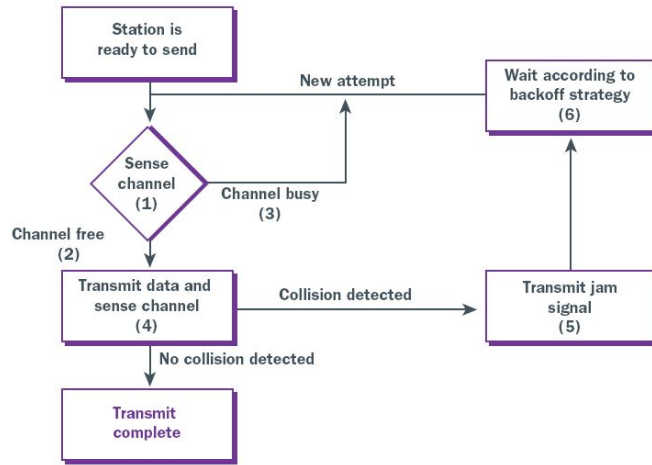 Station is
ready to send
New attempt
Wait according to
backoff strategy
(6)
Sense
channel
(1)
Channel busy
(3)
Channel free
(2)
Transmit data and
sense channel
(4)
Collision detected
Transmit jam
signal
(5)
No collision detected
Transmit
complete